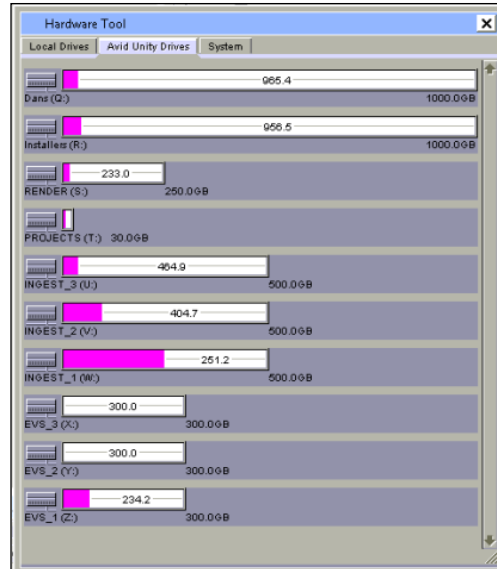 Hardware Tool
Local Drives Avid Unity Drives System
965.4
Dans (Q:) 1000.0GB
956.5
Installers (R:) 1000.0GB
233.0
RENDER (S:) 250.0GB
PROJECTS (T:) 30.0GB
464.9
INGEST_3 (U:) 500.0GB
404.7
INGEST_2 (V:) 500.0GB
251.2
INGEST_1 (W:) 500.0GB
300.0
EVS_3 (X:) 300.0GB
300.0
EVS_2 (Y:) 300.0GB
234.2
EVS_1 (Z:) 300.0GB